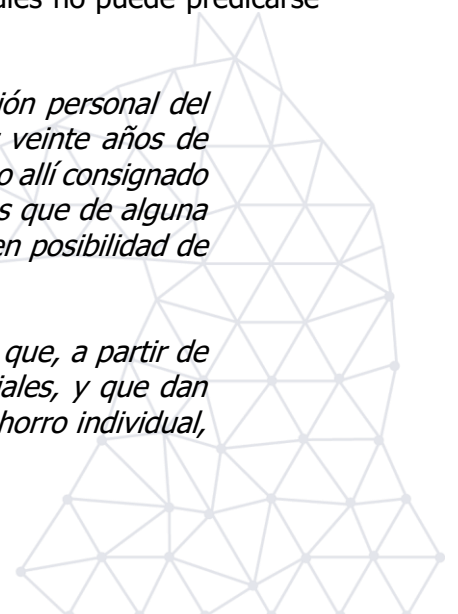 no puede predicarse
ión personal del
veinte años de
o allí consignado
s que de alguna
en posibilidad de
que, a partir de
iales, y que dan
horro individual,